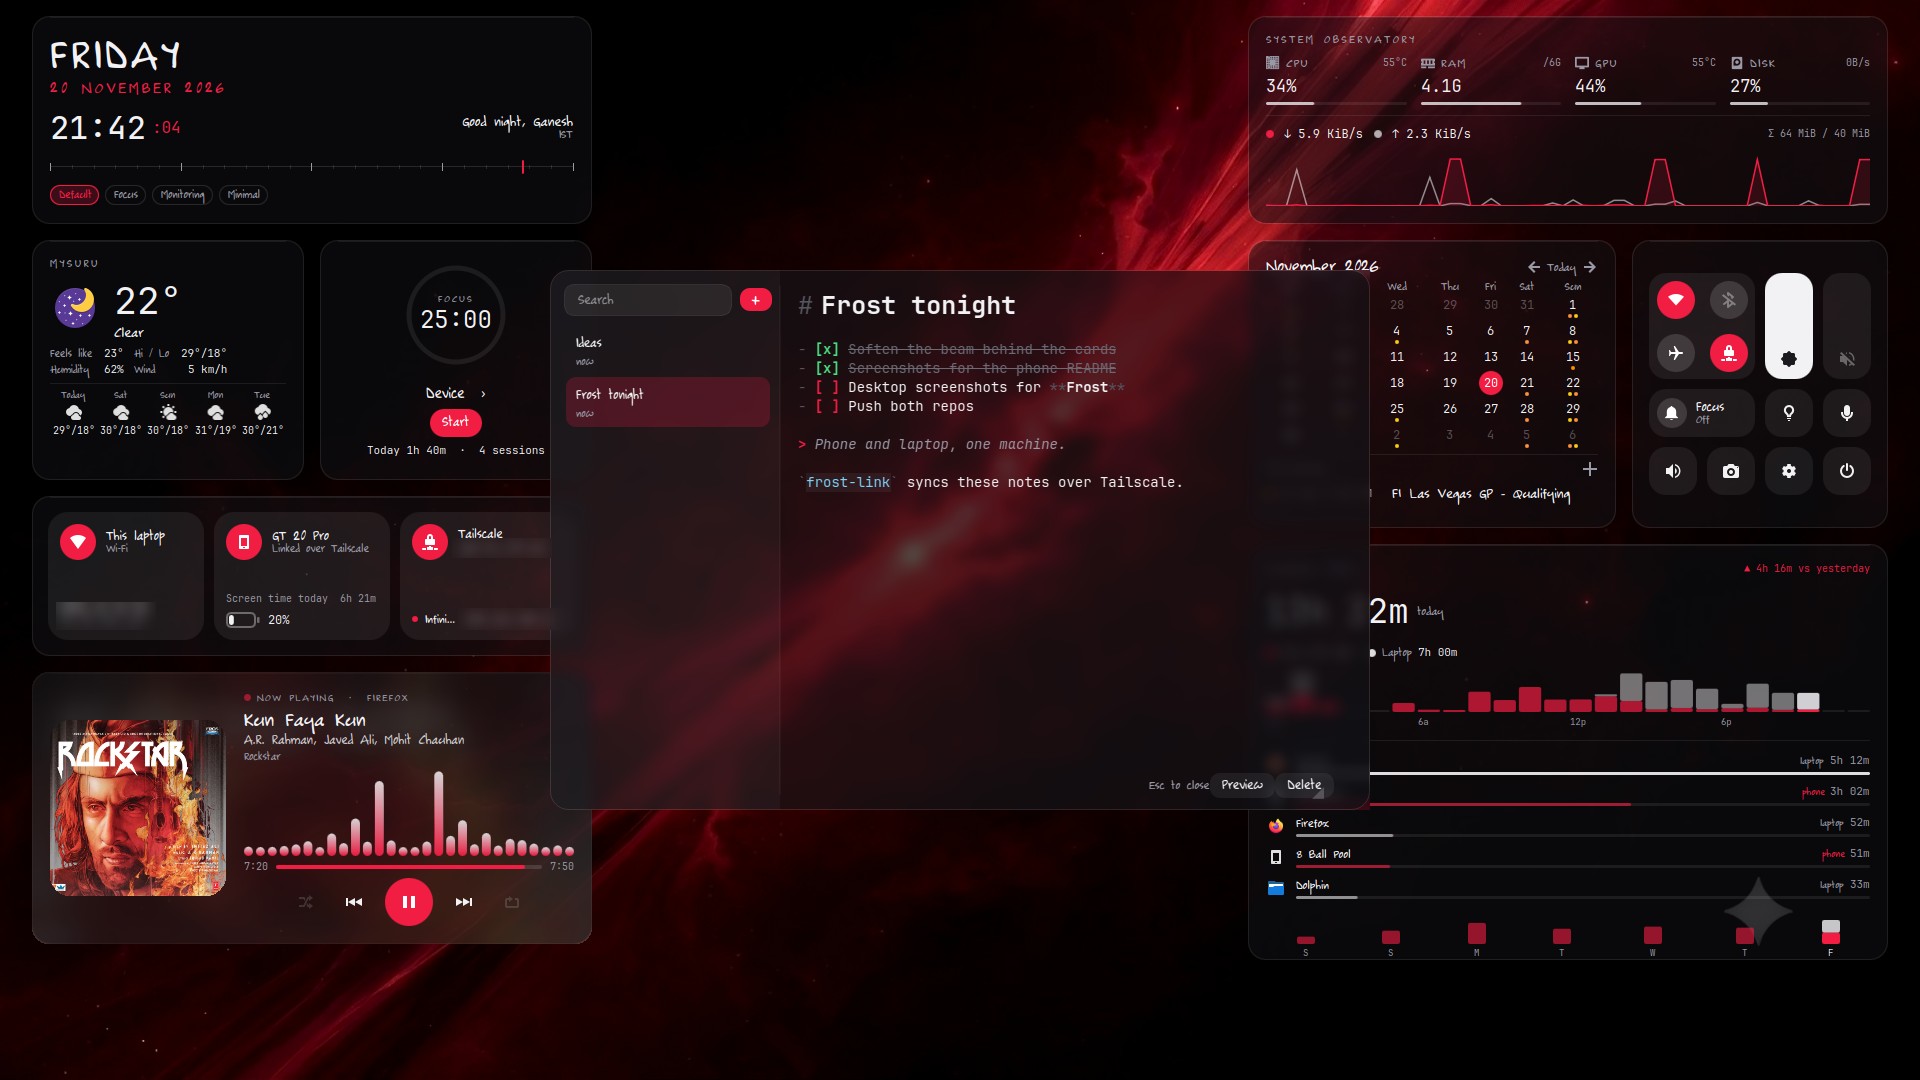 FRIDAY
20 NOVEMBER 2026
21:42 :04
Good night, Ganesh
IST
Default Focus Monitoring Minimal
MYSURU
22°
Clear
Feels like 23° Hi / Lo 29°/18°
Humidity 62% Wind 5 km/h
Today Sat Sun Mon Tue
29°/18° 30°/18° 30°/18° 31°/19° 30°/21°
FOCUS
25:00
Device ›
Start
Today 1h 40m · 4 sessions
This laptop
Wi-Fi
GT 20 Pro
Linked over Tailscale
Screen time today 6h 21m
20%
Tailscale
Infini...
NOW PLAYING · FIREFOX
Kun Faya Kun
A.R. Rahman, Javed Ali, Mohit Chauhan
Rockstar
ROCKSTAR
7:20 7:50
Search +
Ideas
now
Frost tonight
now
# Frost tonight
- [x] Soften the beam behind the cards
- [x] Screenshots for the phone README
- [ ] Desktop screenshots for **Frost**
- [ ] Push both repos
> Phone and laptop, one machine.
`frost-link` syncs these notes over Tailscale.
Esc to close Preview Delete
SYSTEM OBSERVATORY
CPU 55°C RAM /6G GPU 55°C DISK 0B/s
34% 4.1G 44% 27%
↓ 5.9 KiB/s ↑ 2.3 KiB/s Σ 64 MiB / 40 MiB
November 2026 ← Today →
Wed Thu Fri Sat Sun
28 29 30 31 1
4 5 6 7 8
11 12 13 14 15
18 19 20 21 22
25 26 27 28 29
2 3 4 5 6
F1 Las Vegas GP - Qualifying
Focus
Off
▲ 4h 16m vs yesterday
2m today
Laptop 7h 00m
6a 12p 6p
laptop 5h 12m
phone 3h 02m
Firefox laptop 52m
8 Ball Pool phone 51m
Dolphin laptop 33m
S S M T W T F